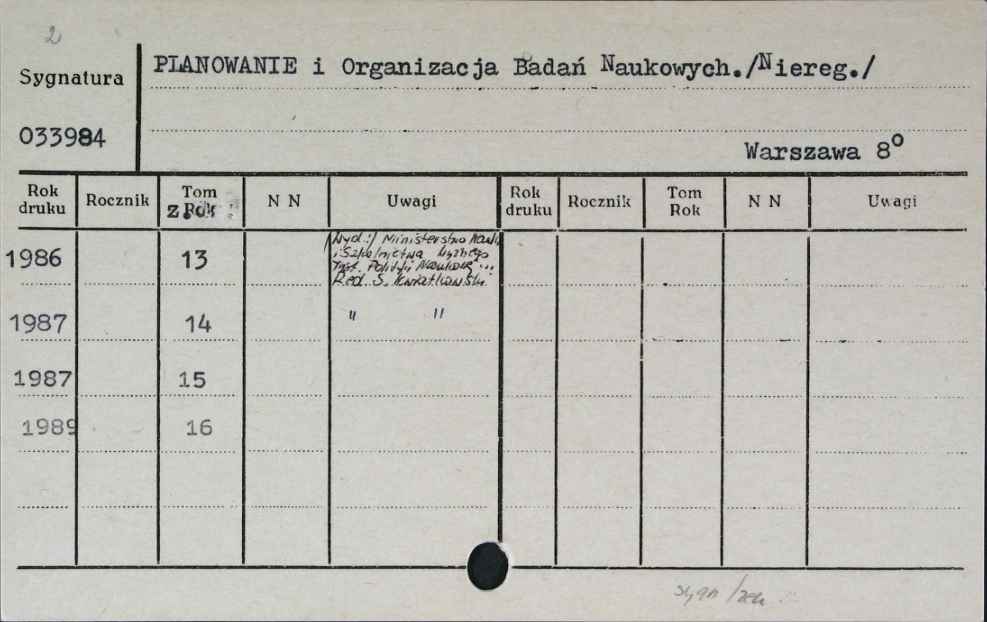 2
Sygnatura
PLANOWANIE i Organizacja Badań Naukowych./Niereg./
033984
Warszawa 8°
Rok druku Rocznik Tom Rok N N Uwagi Rok druku Rocznik Tom Rok N N Uwagi
z.
1986 13 /Wyd.:/ Ministerstwo Nauki
i Szkolnictwa Wyższego
Inst. Polityki Naukowej ...
Red. S. Kwiatkowski
1987 14 " "
1987 15
1989 16
sygn